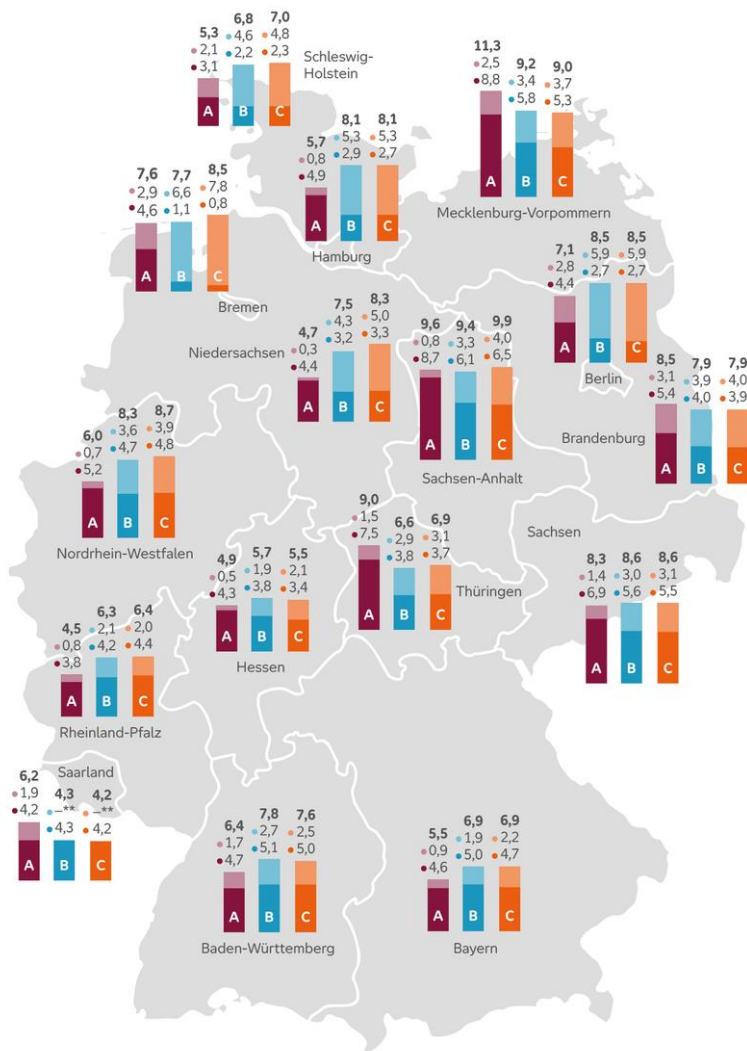 5,3 6,8 7,0
2,1 4,6 4,8
3,1 2,2 2,3
A B C
Schleswig-
Holstein
11,3 9,2 9,0
2,5 3,4 3,7
8,8 5,8 5,3
A B C
Mecklenburg-Vorpommern
5,7 8,1 8,1
0,8 5,3 5,3
4,9 2,9 2,7
A B C
Hamburg
7,6 7,7 8,5
2,9 6,6 7,8
4,6 1,1 0,8
A B C
Bremen
7,1 8,5 8,5
2,8 5,9 5,9
4,4 2,7 2,7
A B C
Berlin
4,7 7,5 8,3
0,3 4,3 5,0
4,4 3,2 3,3
A B C
Niedersachsen
9,6 9,4 9,9
0,8 3,3 4,0
8,7 6,1 6,5
A B C
Sachsen-Anhalt
8,5 7,9 7,9
3,1 3,9 4,0
5,4 4,0 3,9
A B C
Brandenburg
6,0 8,3 8,7
0,7 3,6 3,9
5,2 4,7 4,8
A B C
Nordrhein-Westfalen
9,0 6,6 6,9
1,5 2,9 3,1
7,5 3,8 3,7
A B C
Thüringen
Sachsen
8,3 8,6 8,6
1,4 3,0 3,1
6,9 5,6 5,5
A B C
4,9 5,7 5,5
0,5 1,9 2,1
4,3 3,8 3,4
A B C
Hessen
4,5 6,3 6,4
0,8 2,1 2,0
3,8 4,2 4,4
A B C
Rheinland-Pfalz
Saarland
6,2 4,3 4,2
1,9 –** –**
4,2 4,3 4,2
A B C
6,4 7,8 7,6
1,7 2,7 2,5
4,7 5,1 5,0
A B C
Baden-Württemberg
5,5 6,9 6,9
0,9 1,9 2,2
4,6 5,0 4,7
A B C
Bayern